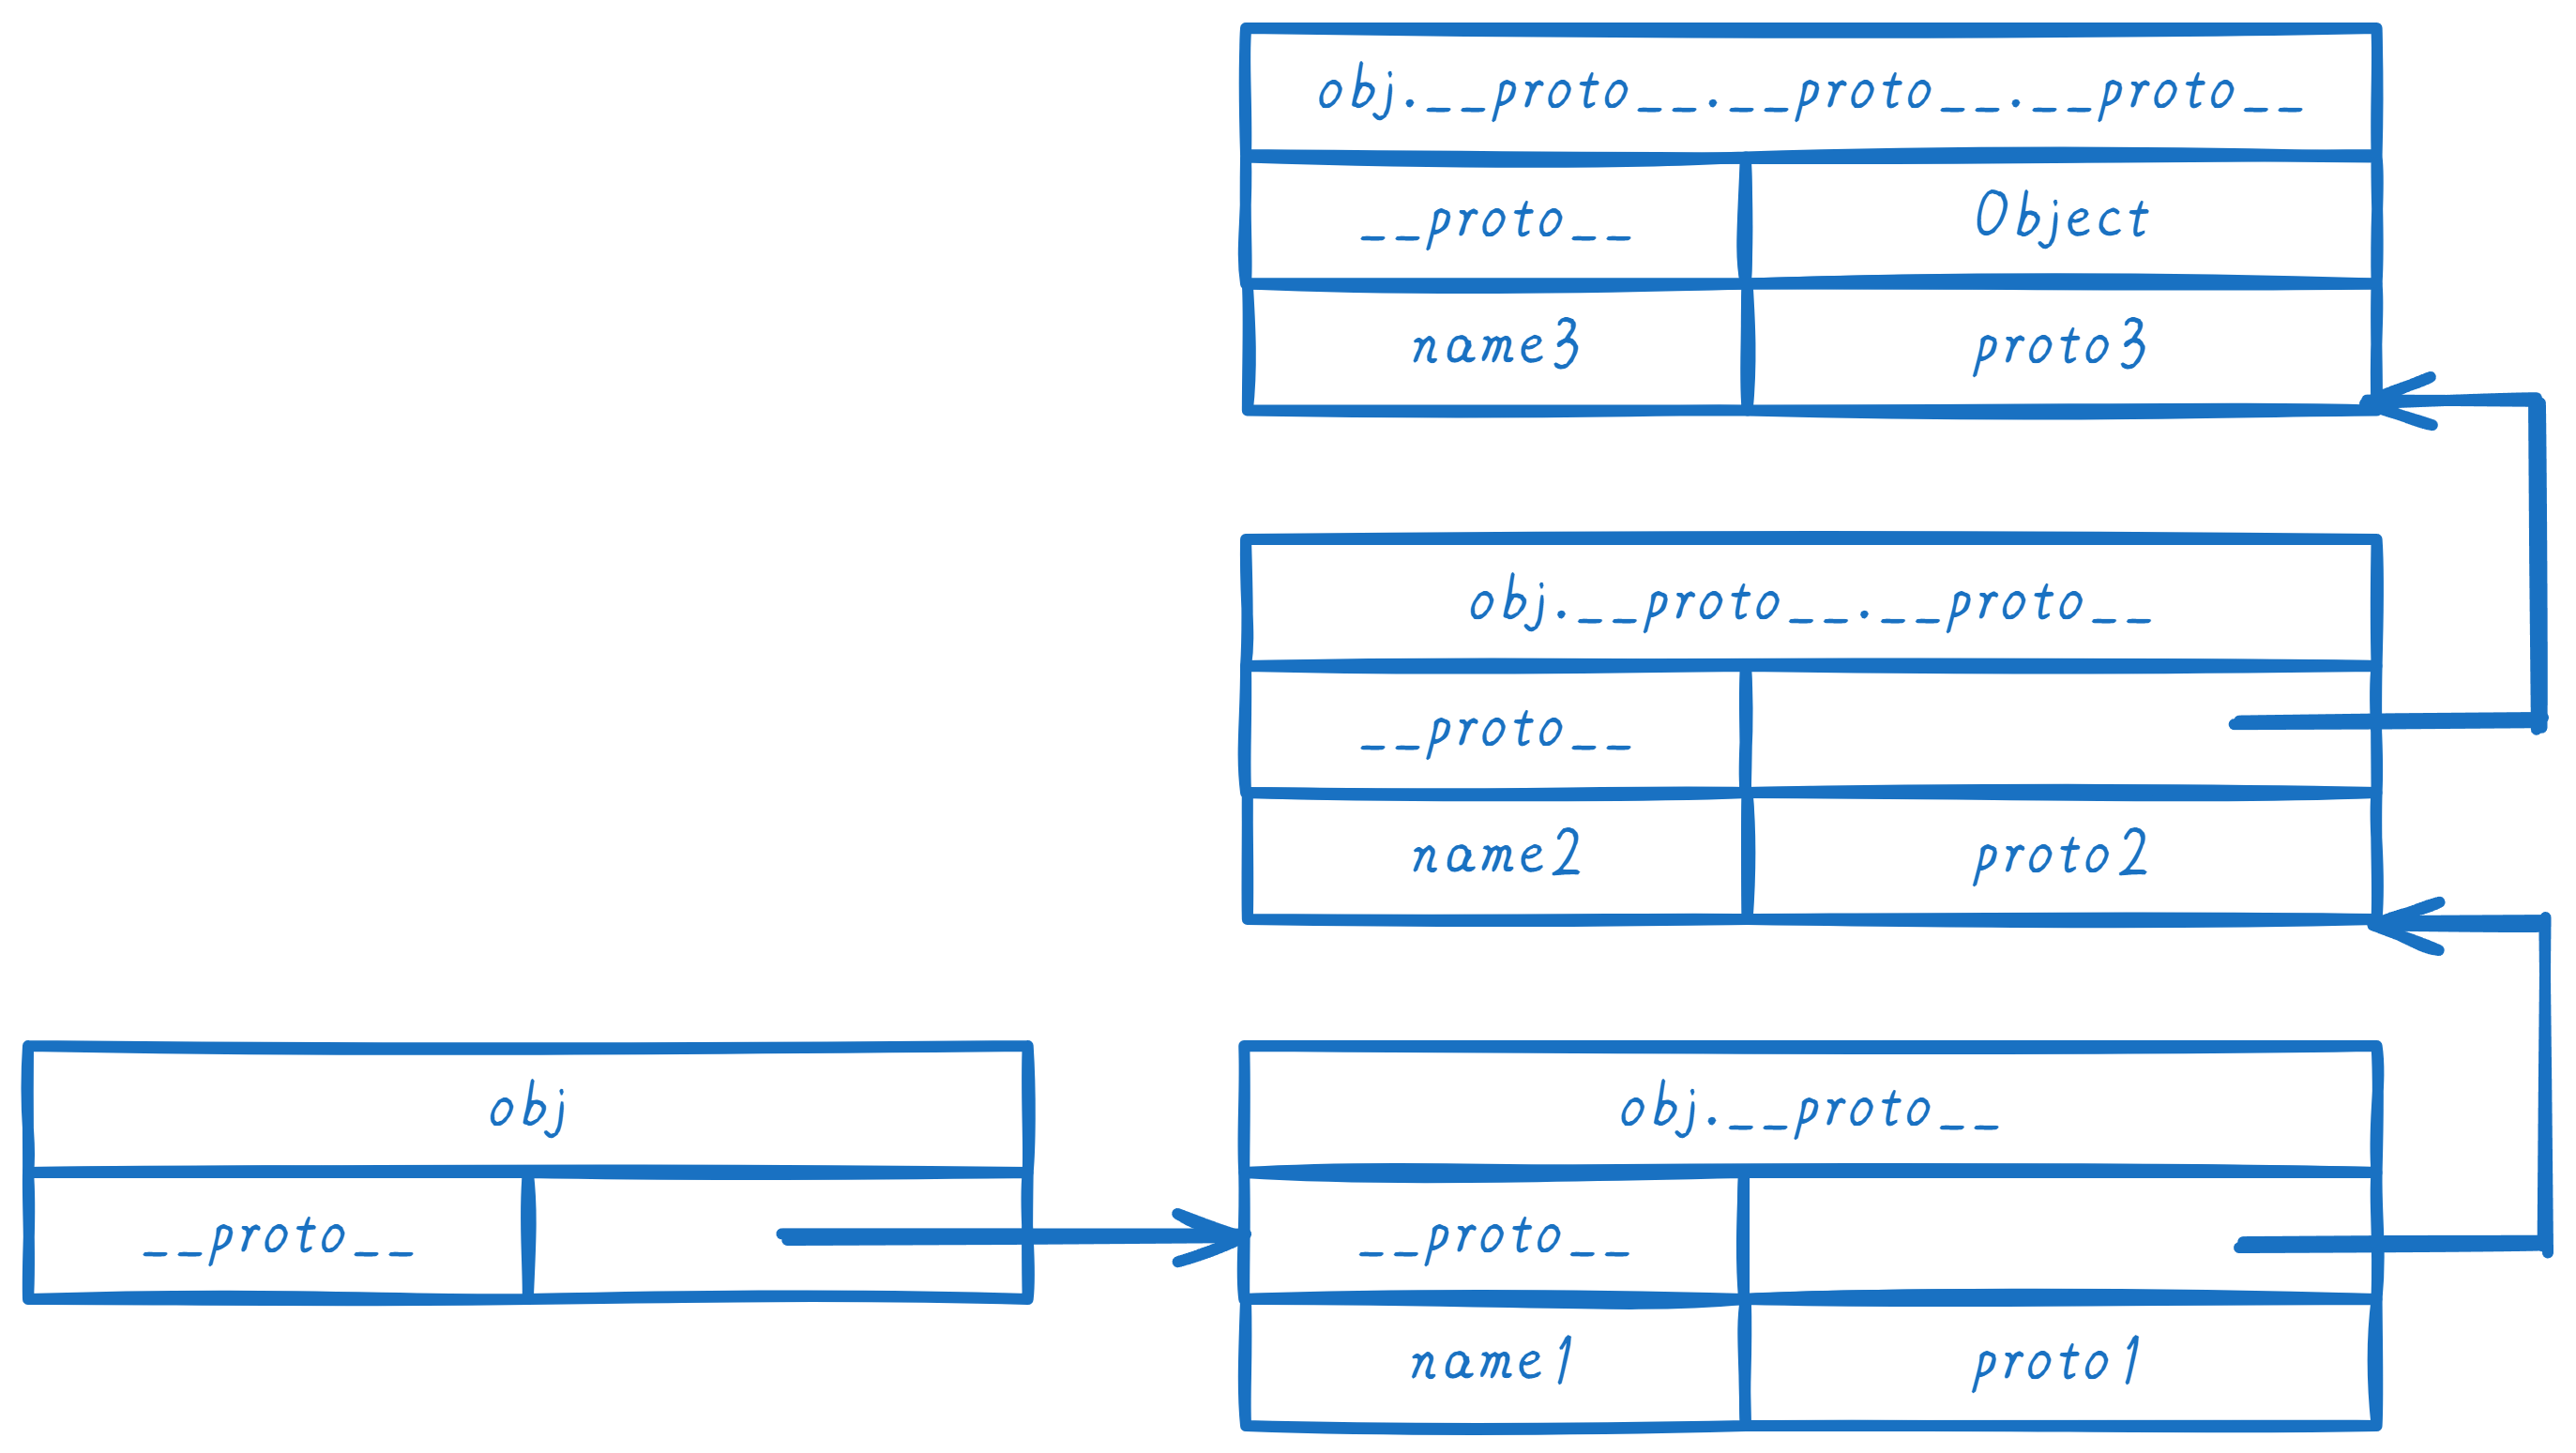 obj.__proto__.__proto__.__proto__
__proto__ Object
name3 proto3
obj.__proto__.__proto__
__proto__
name2 proto2
obj
__proto__
obj.__proto__
__proto__
name1 proto1